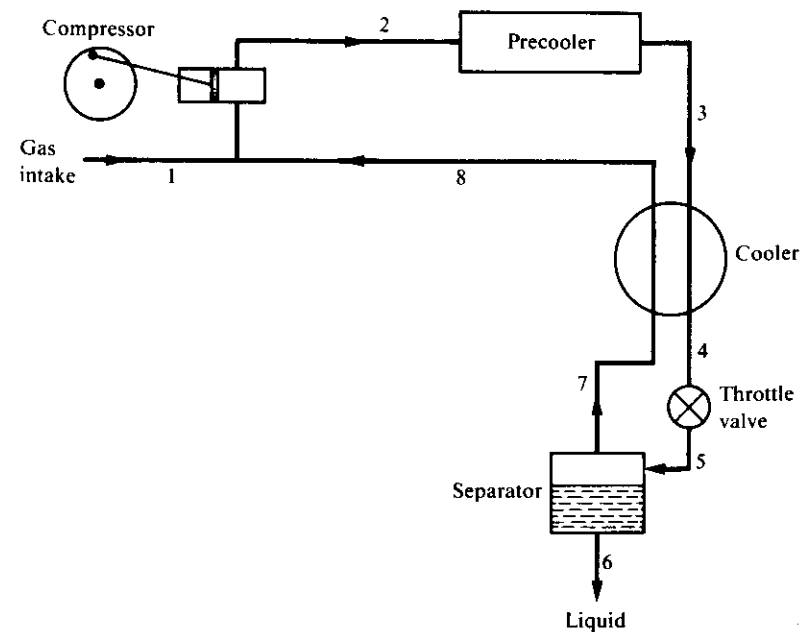 Compressor
2
Precooler
3
Gas
intake
1
8
Cooler
4
7
Throttle
valve
5
Separator
6
Liquid